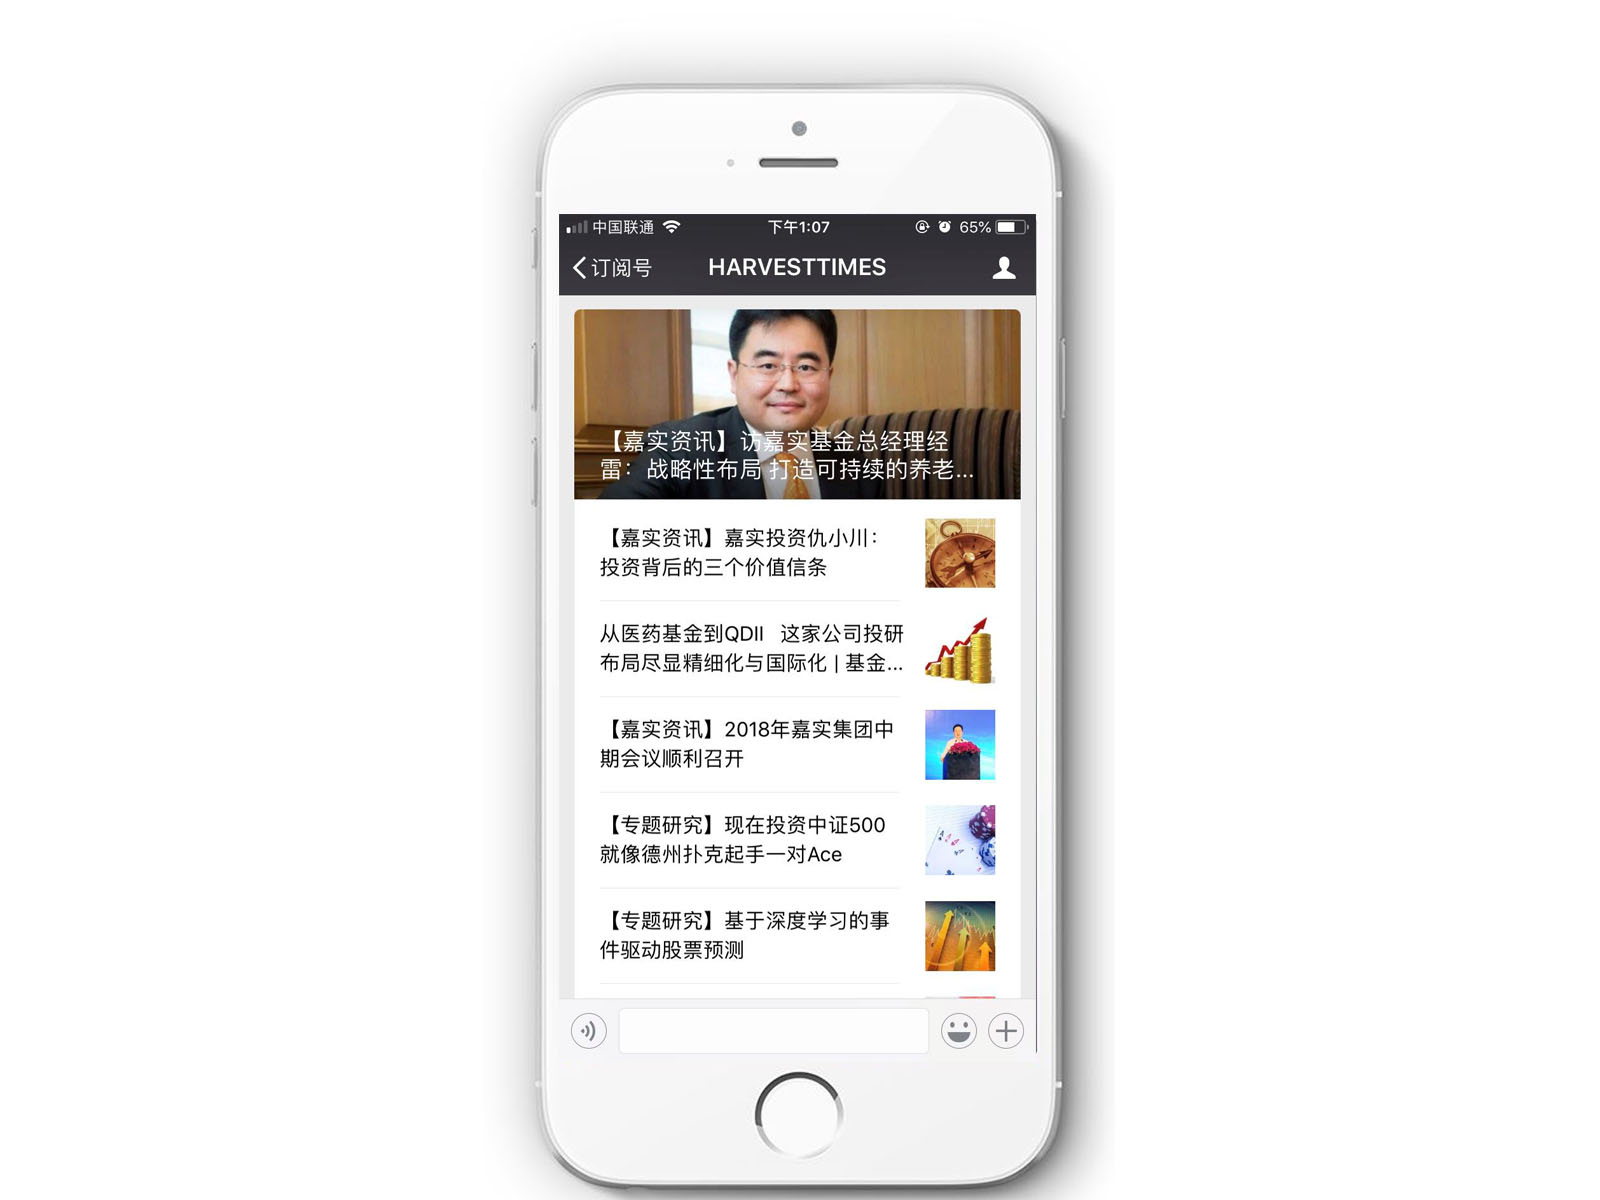 中国联通 下午1:07 65%
订阅号 HARVESTTIMES
【嘉实资讯】访嘉实基金总经理经
雷：战略性布局 打造可持续的养老...
【嘉实资讯】嘉实投资仇小川：
投资背后的三个价值信条
从医药基金到QDII 这家公司投研
布局尽显精细化与国际化 | 基金...
【嘉实资讯】2018年嘉实集团中
期会议顺利召开
【专题研究】现在投资中证500
就像德州扑克起手一对Ace
【专题研究】基于深度学习的事
件驱动股票预测